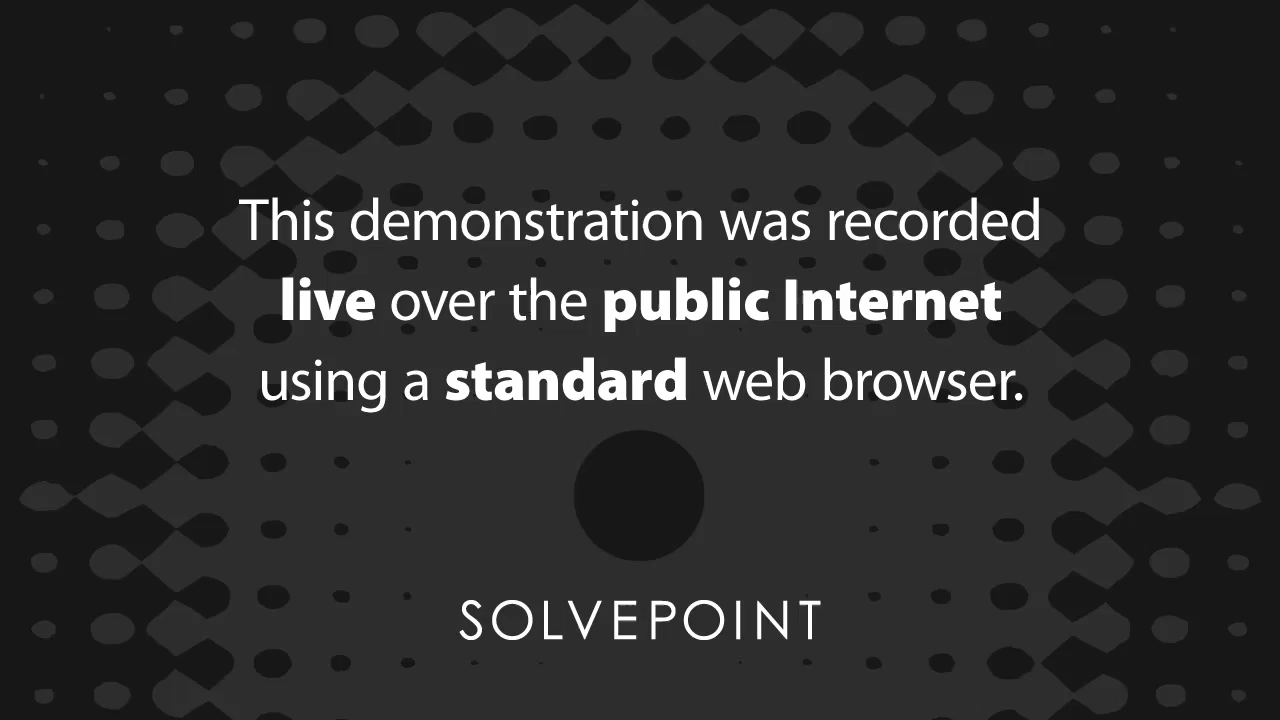 This demonstration was recorded
live over the public Internet
using a standard web browser.
SOLVEPOINT